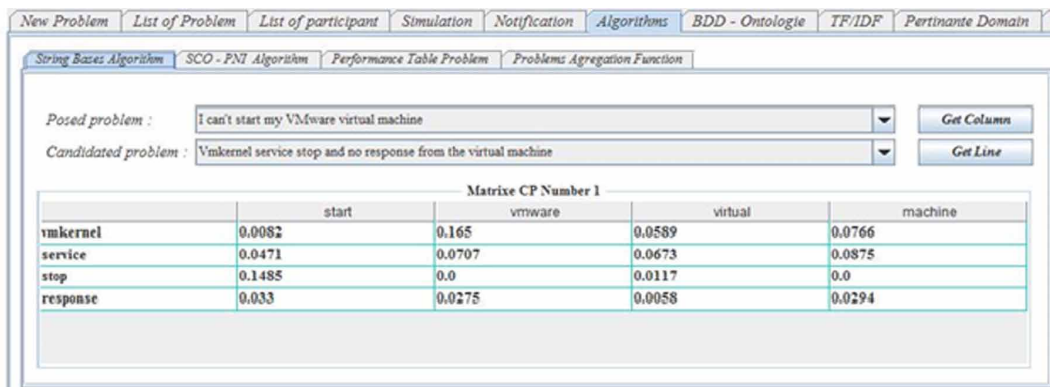 New Problem List of Problem List of participant Simulation Notification Algorithms BDD - Ontologie TF/IDF Pertinante Domain
String Bases Algorithm SCO - PNI Algorithm Performance Table Problem Problems Agregation Function
Posed problem : I can't start my VMware virtual machine Get Column
Candidated problem : Vmkernel service stop and no response from the virtual machine Get Line
Matrixe CP Number 1
start vmware virtual machine
vmkernel 0.0082 0.165 0.0589 0.0766
service 0.0471 0.0707 0.0673 0.0875
stop 0.1485 0.0 0.0117 0.0
response 0.033 0.0275 0.0058 0.0294